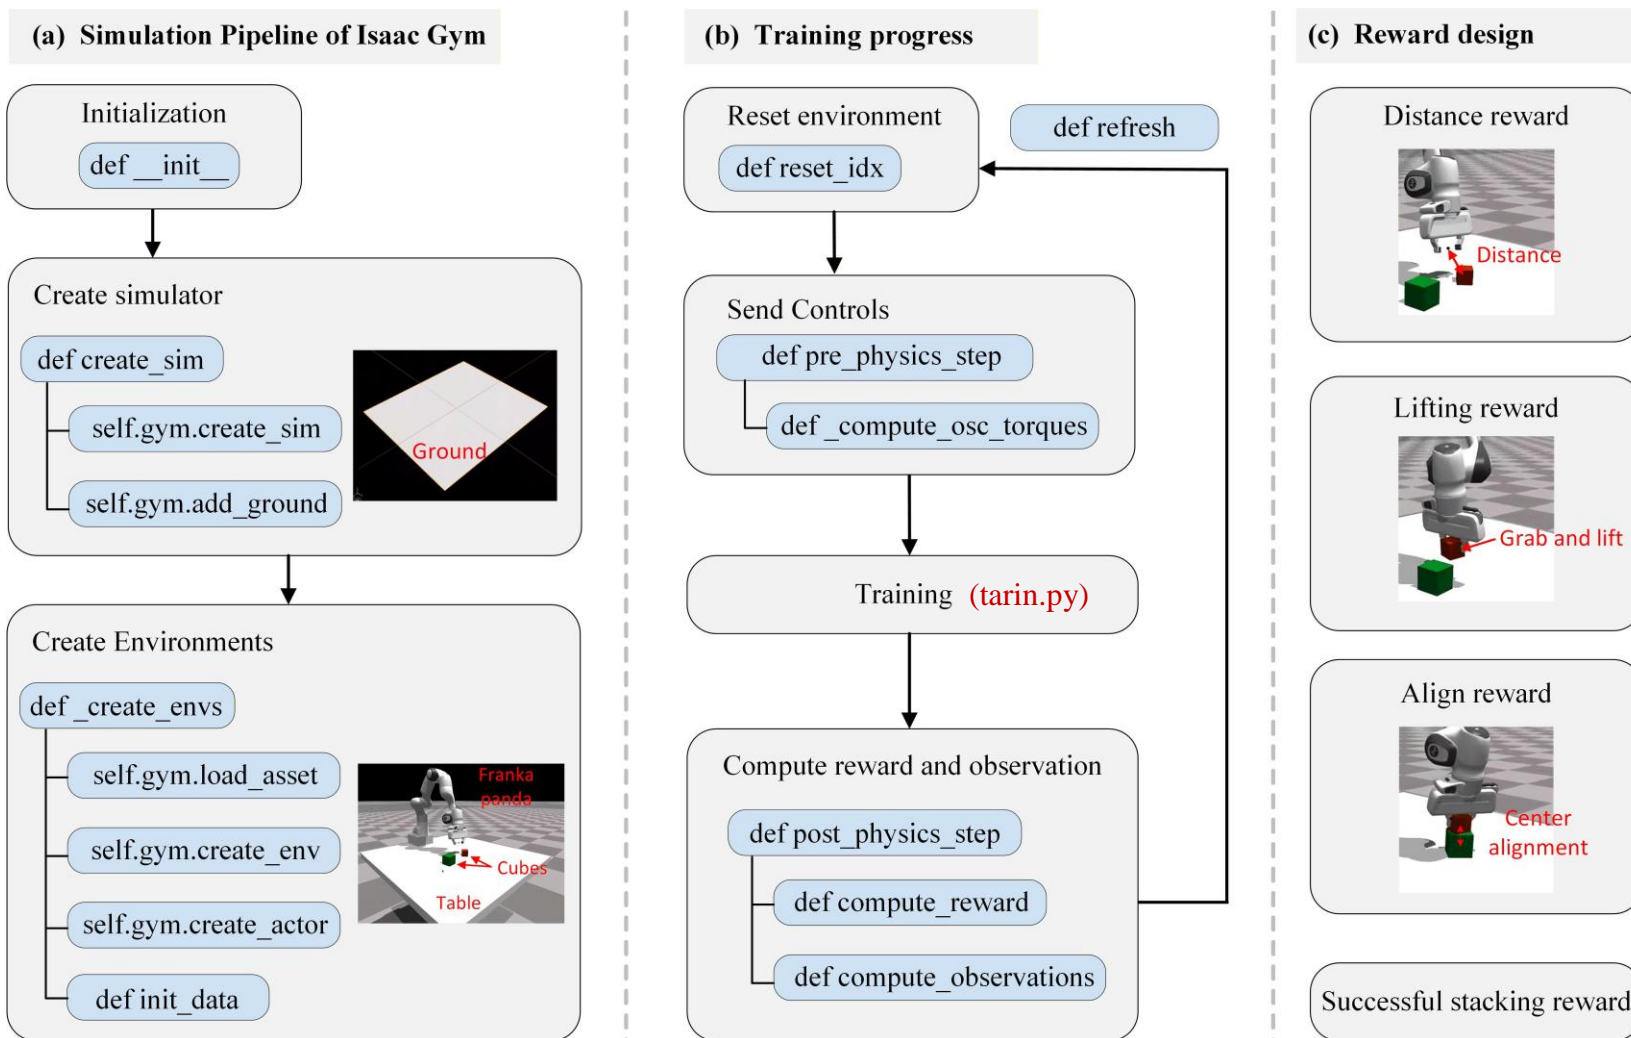 (a) Simulation Pipeline of Isaac Gym
Initialization
def __init__
Create simulator
def create_sim
self.gym.create_sim
self.gym.add_ground
Ground
Create Environments
def _create_envs
self.gym.load_asset
self.gym.create_env
self.gym.create_actor
def init_data
Franka
panda
Cubes
Table
(b) Training progress
Reset environment
def reset_idx
def refresh
Send Controls
def pre_physics_step
def _compute_osc_torques
Training (tarin.py)
Compute reward and observation
def post_physics_step
def compute_reward
def compute_observations
(c) Reward design
Distance reward
Distance
Lifting reward
Grab and lift
Align reward
Center
alignment
Successful stacking reward